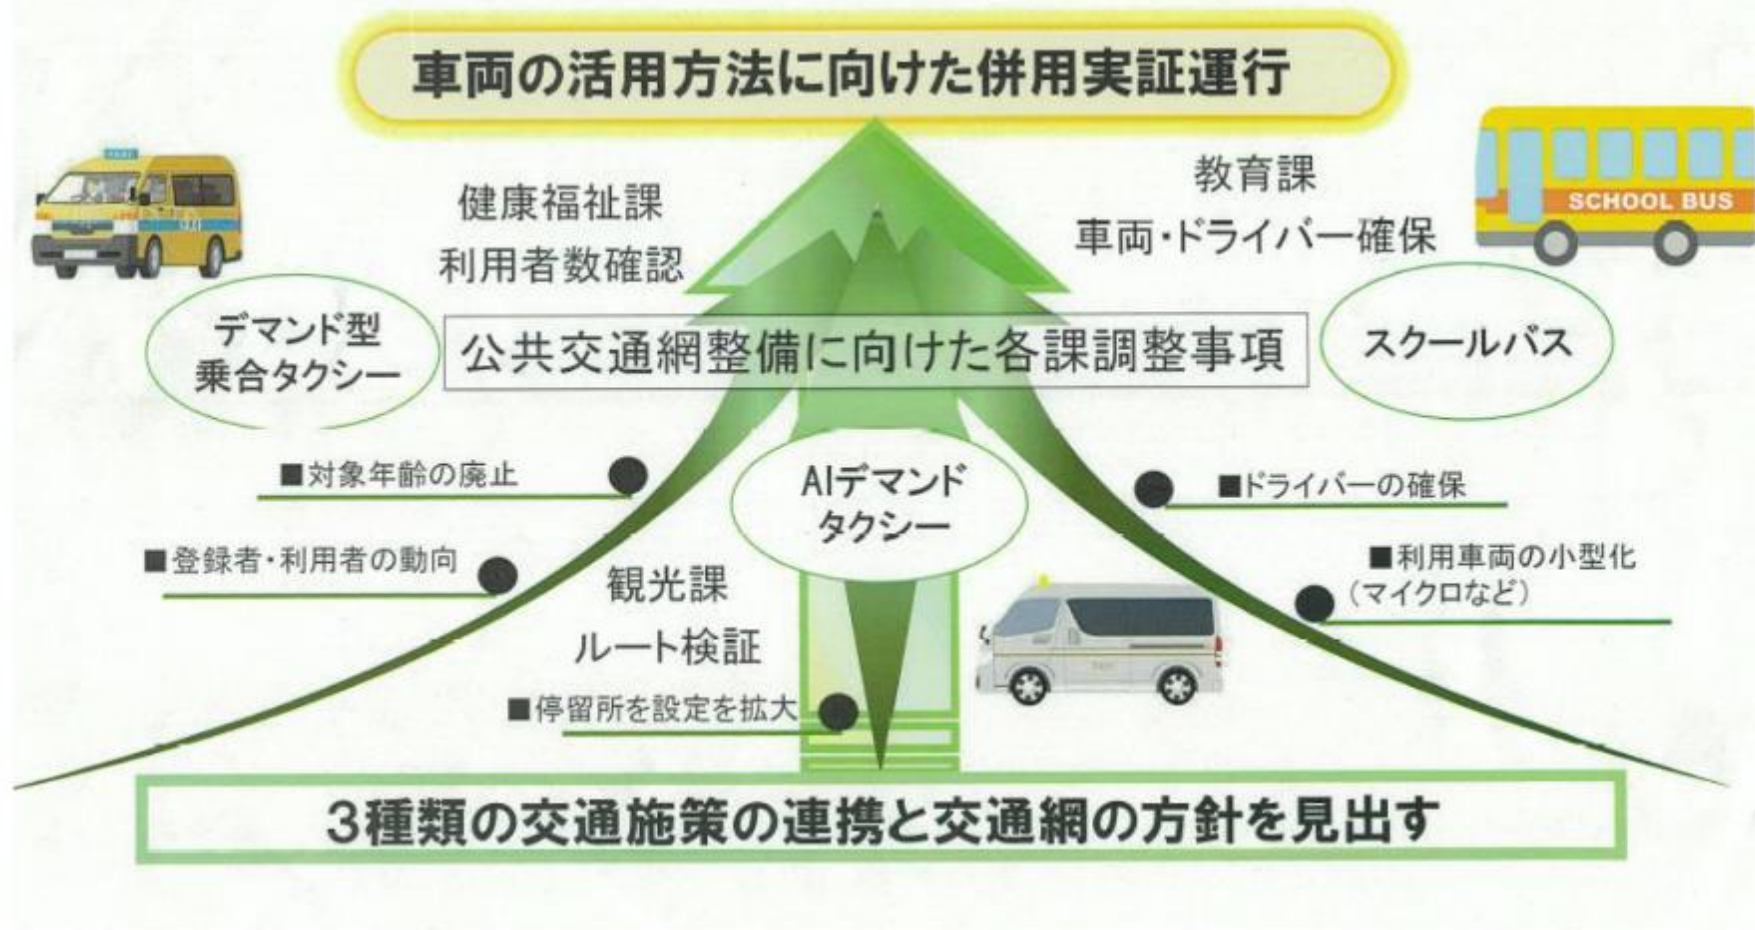 車両の活用方法に向けた併用実証運行
健康福祉課
利用者数確認
教育課
車両・ドライバー確保
SCHOOL BUS
デマンド型
乗合タクシー
公共交通網整備に向けた各課調整事項
スクールバス
■対象年齢の廃止
■登録者・利用者の動向
AIデマンド
タクシー
観光課
ルート検証
■停留所を設定を拡大
■ドライバーの確保
■利用車両の小型化
（マイクロなど）
3種類の交通施策の連携と交通網の方針を見出す